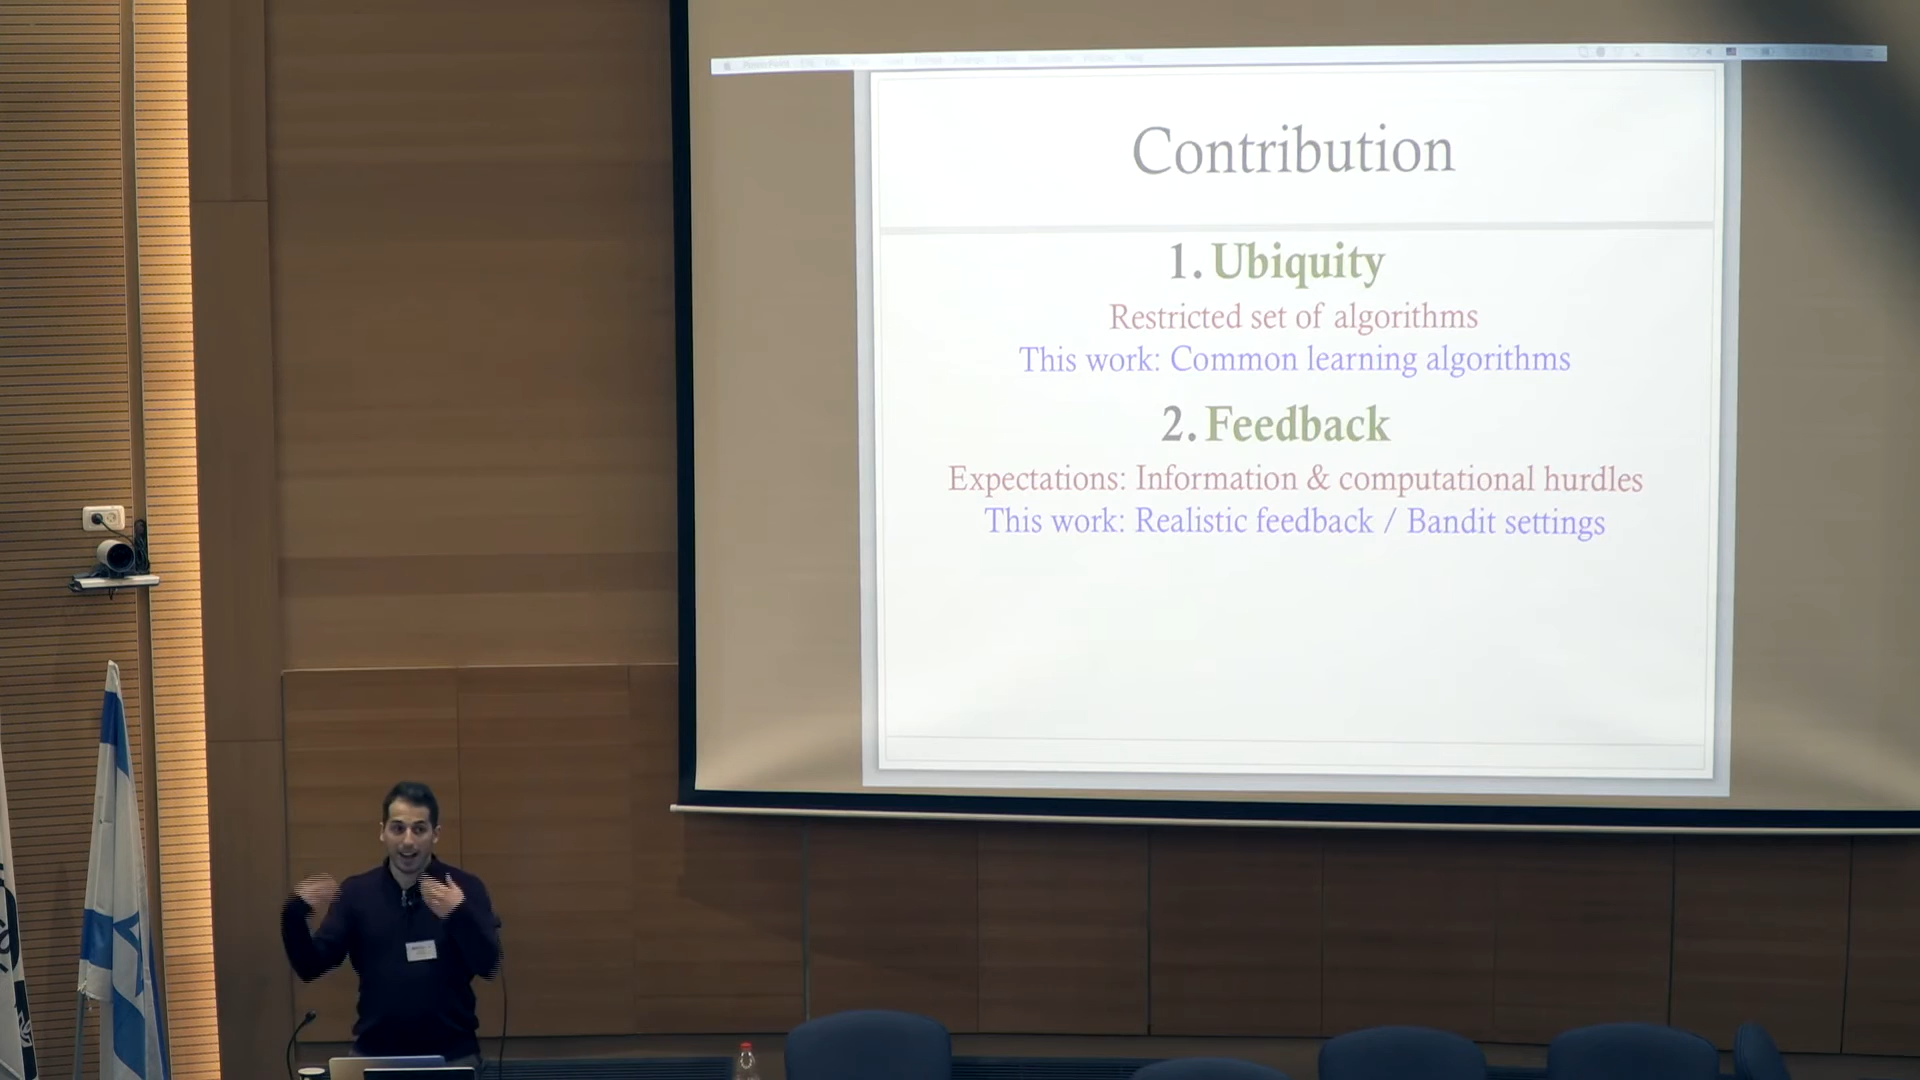 PowerPoint
Contribution
1. Ubiquity
Restricted set of algorithms
This work: Common learning algorithms
2. Feedback
Expectations: Information & computational hurdles
This work: Realistic feedback / Bandit settings